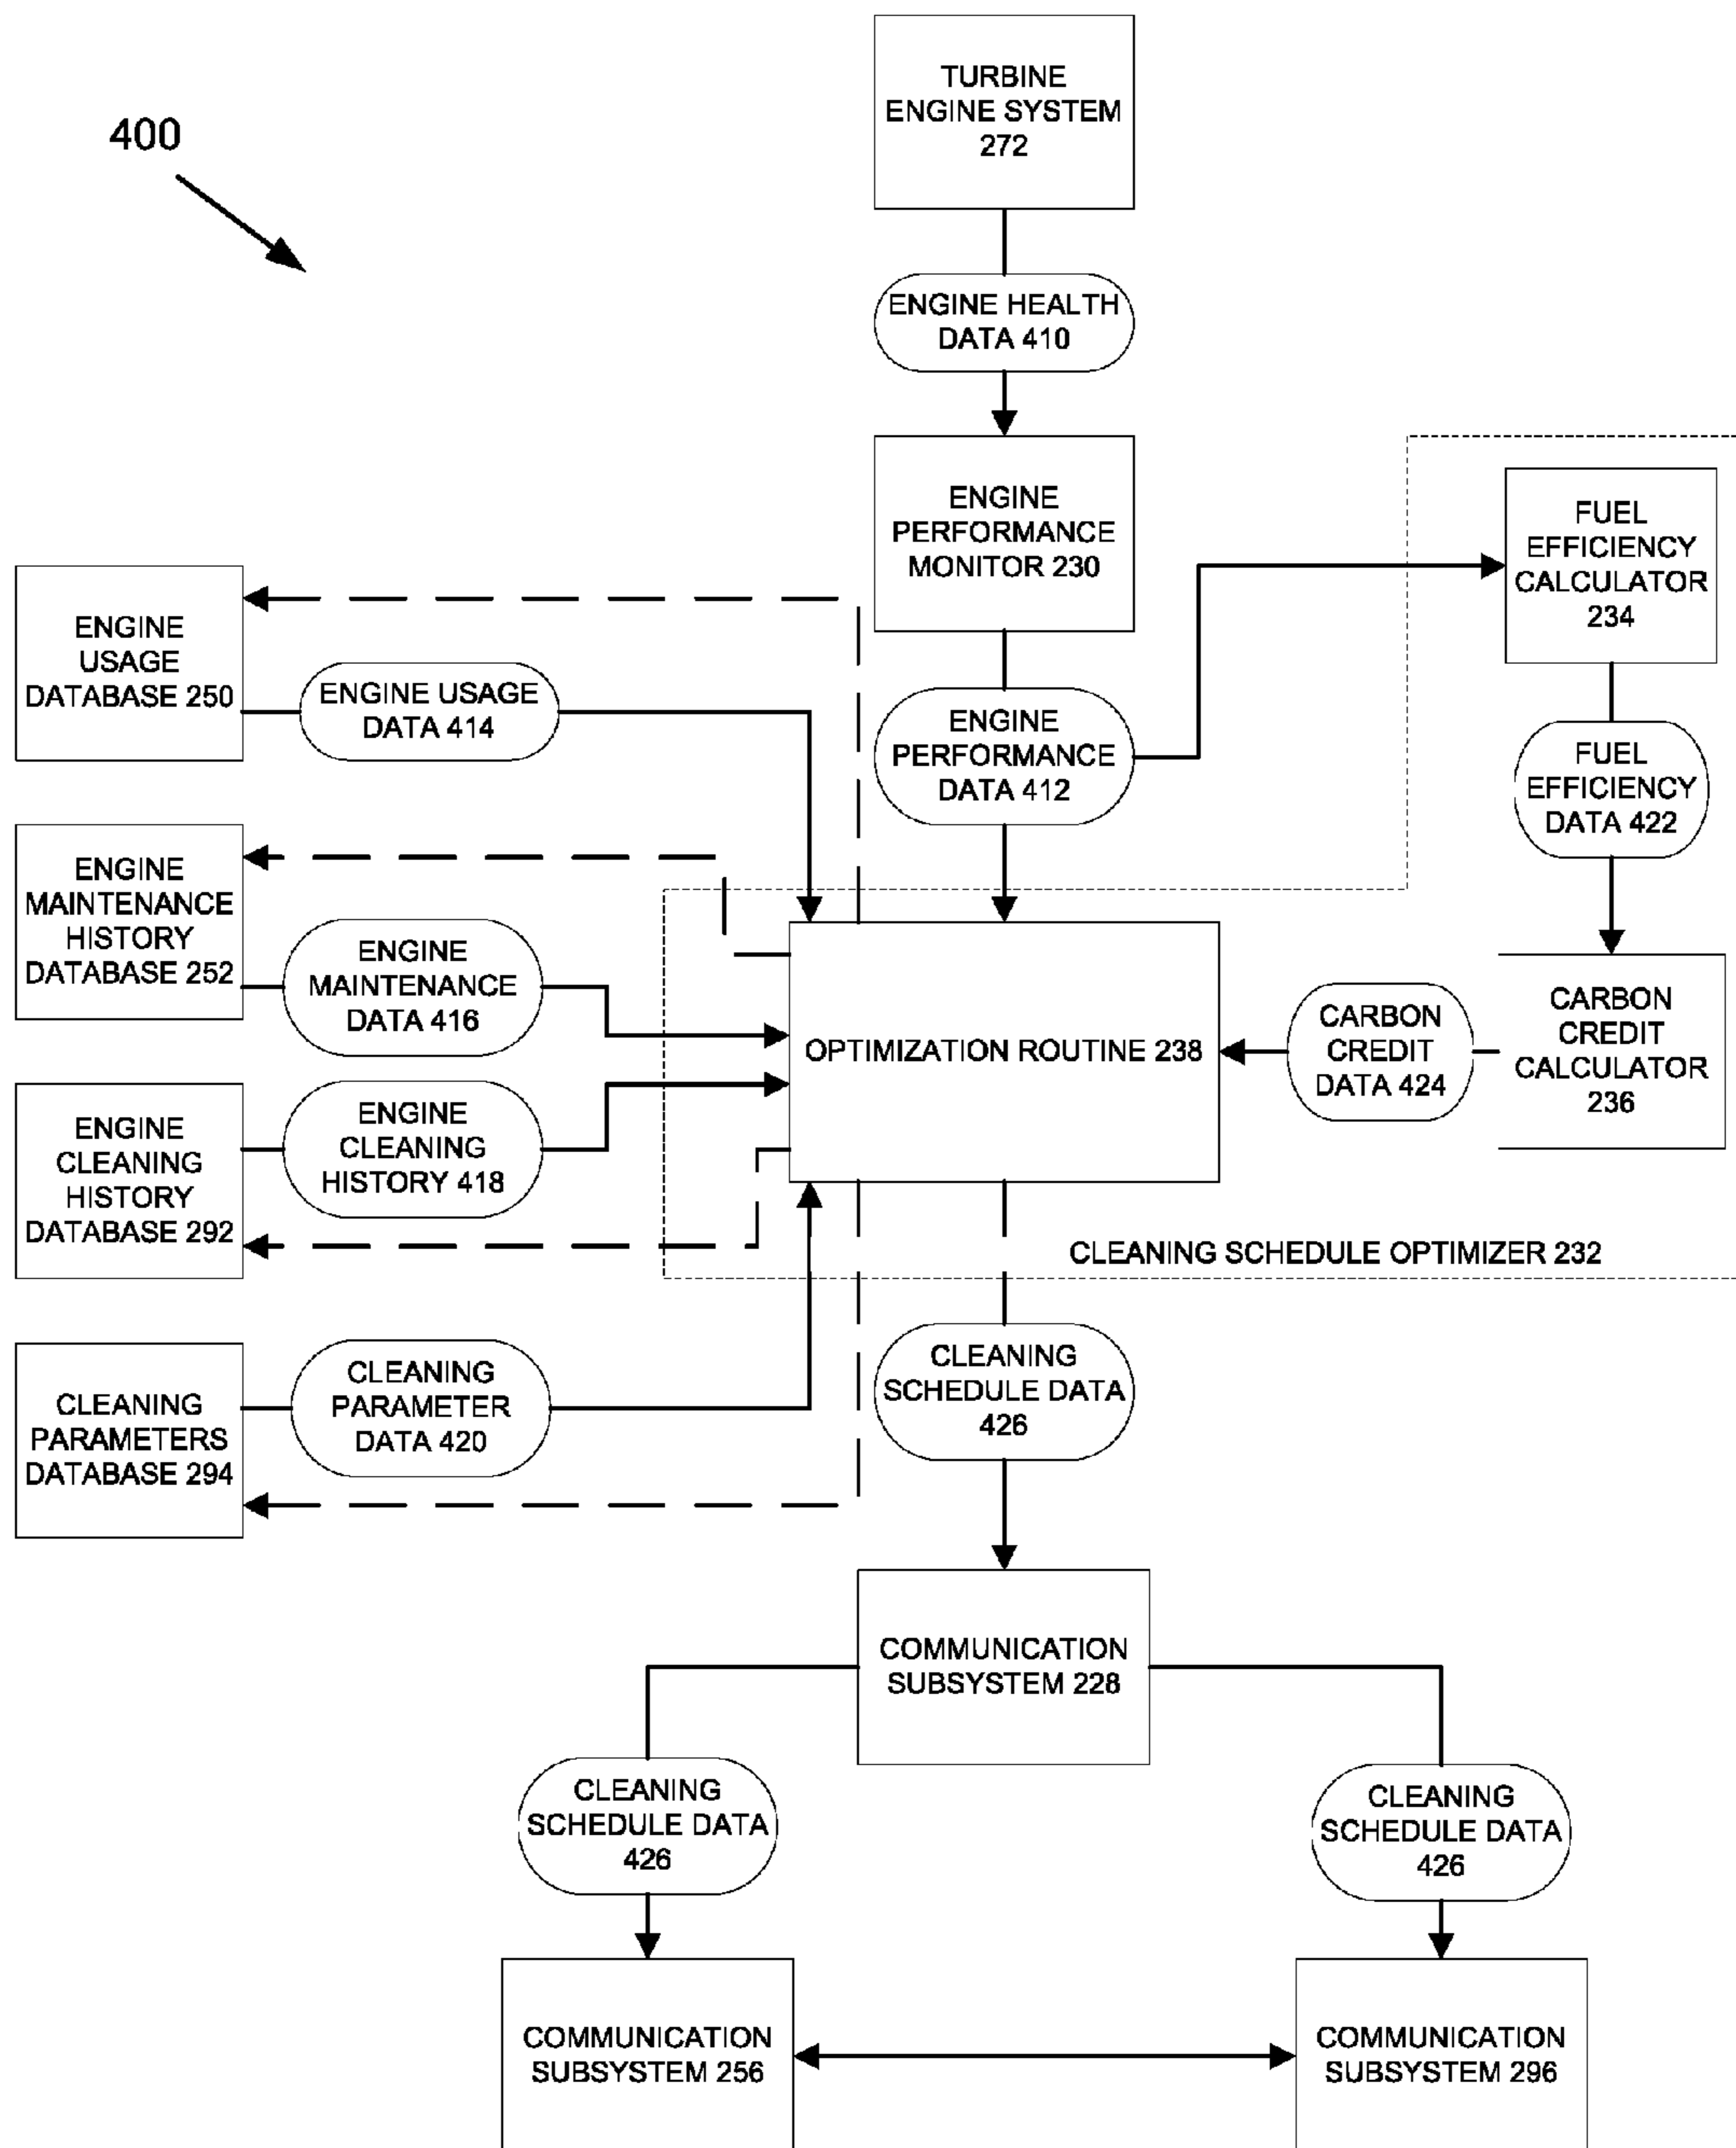 400
TURBINE
ENGINE SYSTEM
272
ENGINE HEALTH
DATA 410
ENGINE
PERFORMANCE
MONITOR 230
FUEL
EFFICIENCY
CALCULATOR
234
ENGINE
USAGE
DATABASE 250
ENGINE USAGE
DATA 414
ENGINE
PERFORMANCE
DATA 412
FUEL
EFFICIENCY
DATA 422
ENGINE
MAINTENANCE
HISTORY
DATABASE 252
ENGINE
MAINTENANCE
DATA 416
OPTIMIZATION ROUTINE 238
CARBON
CREDIT
DATA 424
CARBON
CREDIT
CALCULATOR
236
ENGINE
CLEANING
HISTORY
DATABASE 292
ENGINE
CLEANING
HISTORY 418
CLEANING SCHEDULE OPTIMIZER 232
CLEANING
PARAMETERS
DATABASE 294
CLEANING
PARAMETER
DATA 420
CLEANING
SCHEDULE DATA
426
COMMUNICATION
SUBSYSTEM 228
CLEANING
SCHEDULE DATA
426
CLEANING
SCHEDULE DATA
426
COMMUNICATION
SUBSYSTEM 256
COMMUNICATION
SUBSYSTEM 296